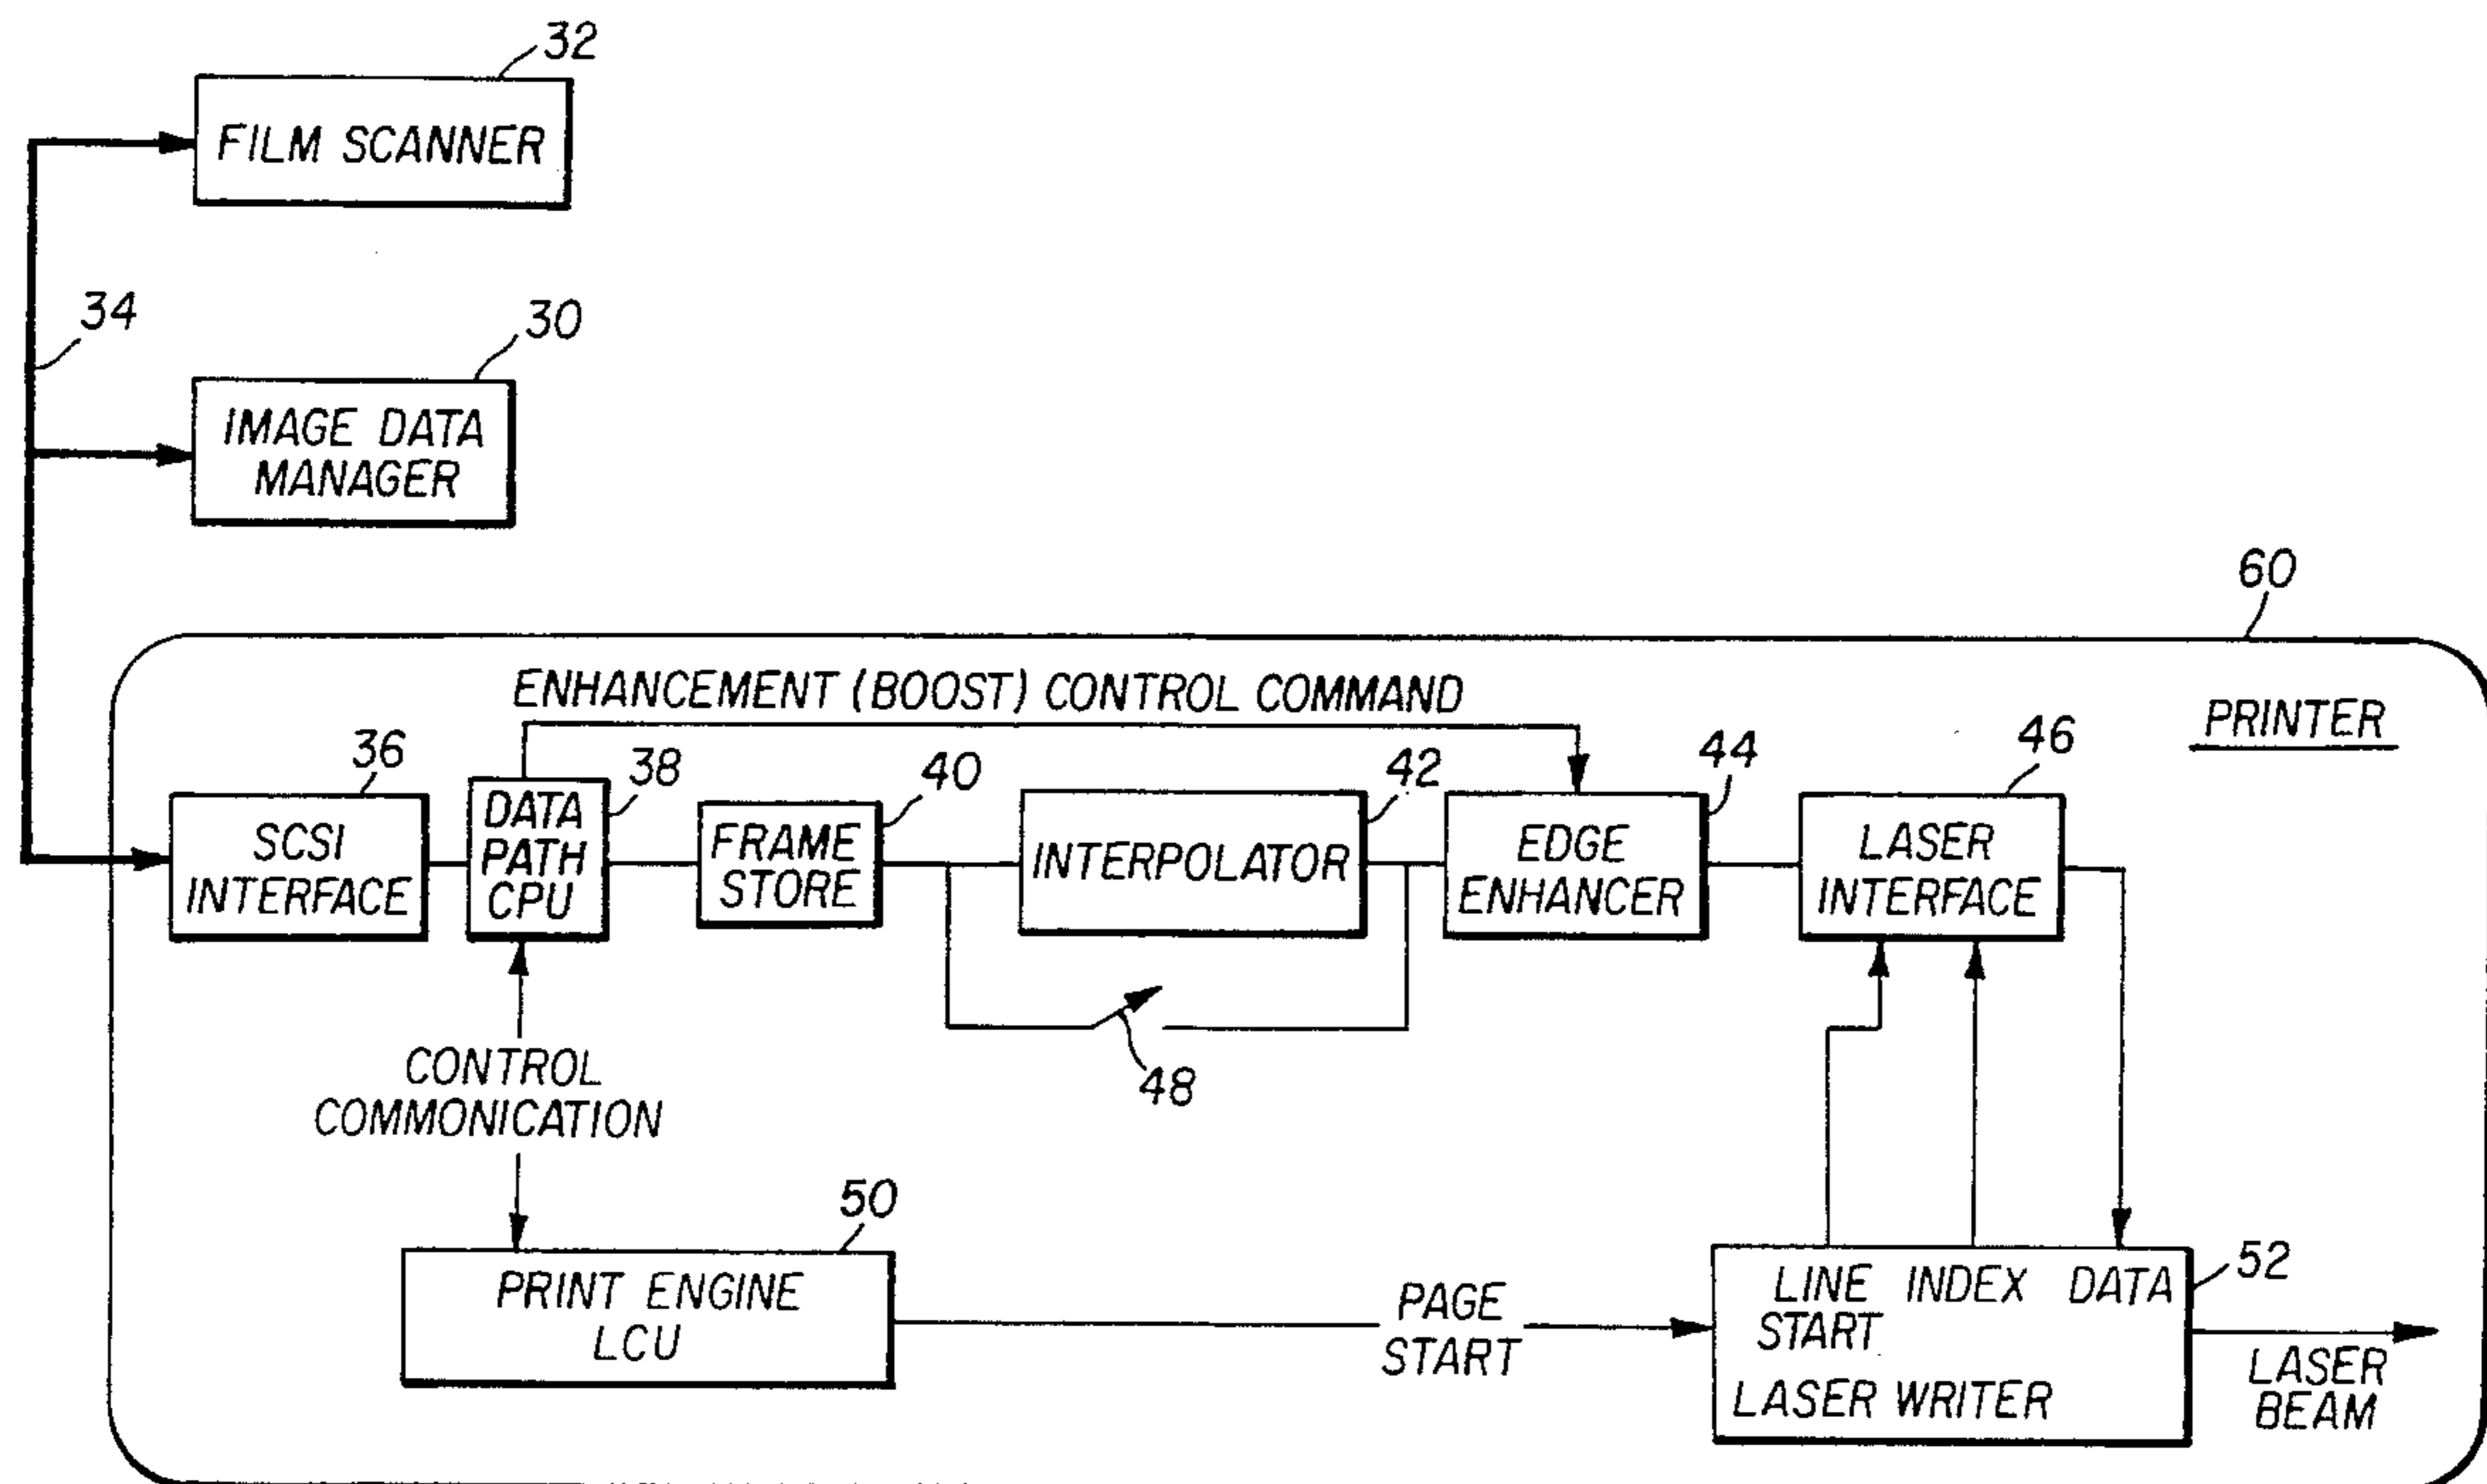 32
FILM SCANNER
34
30
IMAGE DATA
MANAGER
60
ENHANCEMENT (BOOST) CONTROL COMMAND
PRINTER
36
38
40
42
44
46
SCSI
INTERFACE
DATA
PATH
CPU
FRAME
STORE
INTERPOLATOR
EDGE
ENHANCER
LASER
INTERFACE
48
CONTROL
COMMONICATION
50
PRINT ENGINE
LCU
PAGE
START
52
LINE INDEX DATA
START
LASER WRITER
LASER
BEAM